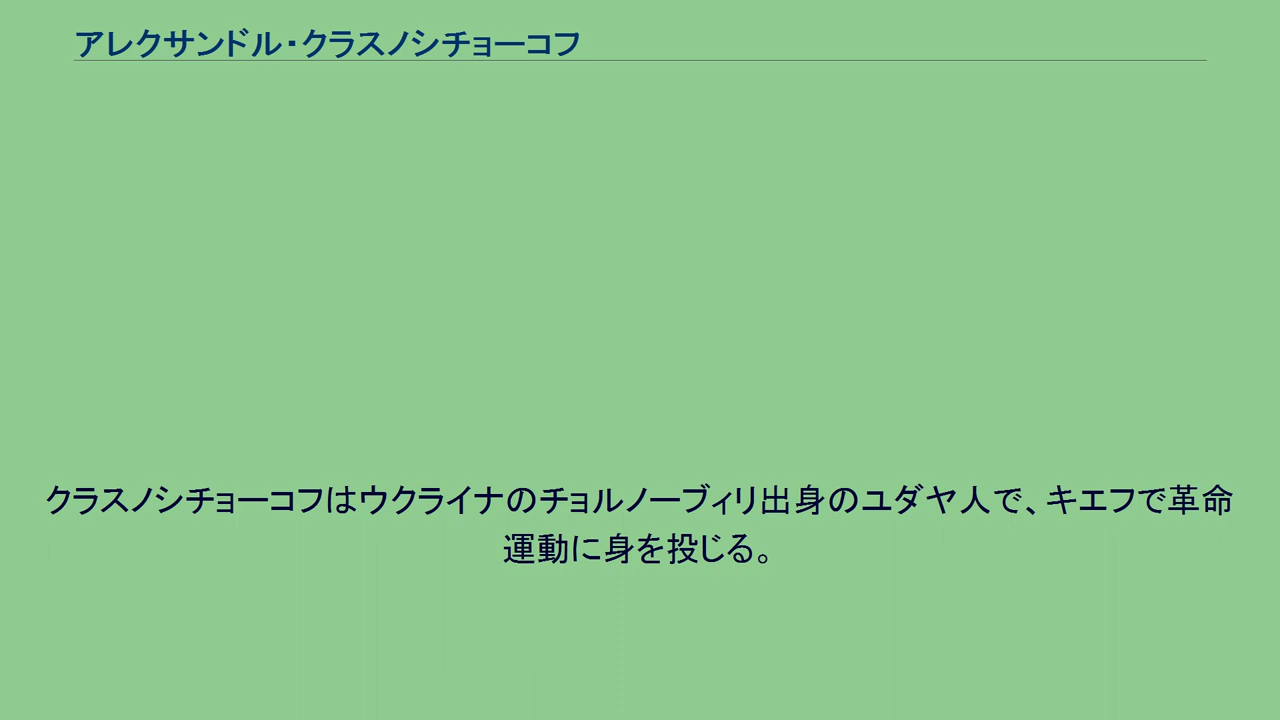 アレクサンドル・クラスノシチョーコフ
クラスノシチョーコフはウクライナのチョルノーブィリ出身のユダヤ人で、キエフで革命
運動に身を投じる。